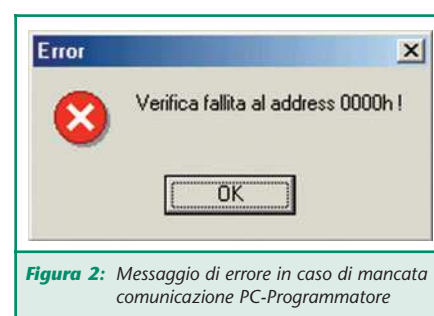 Error
Verifica fallita al address 0000h !
OK
Figura 2: Messaggio di errore in caso di mancata
comunicazione PC-Programmatore